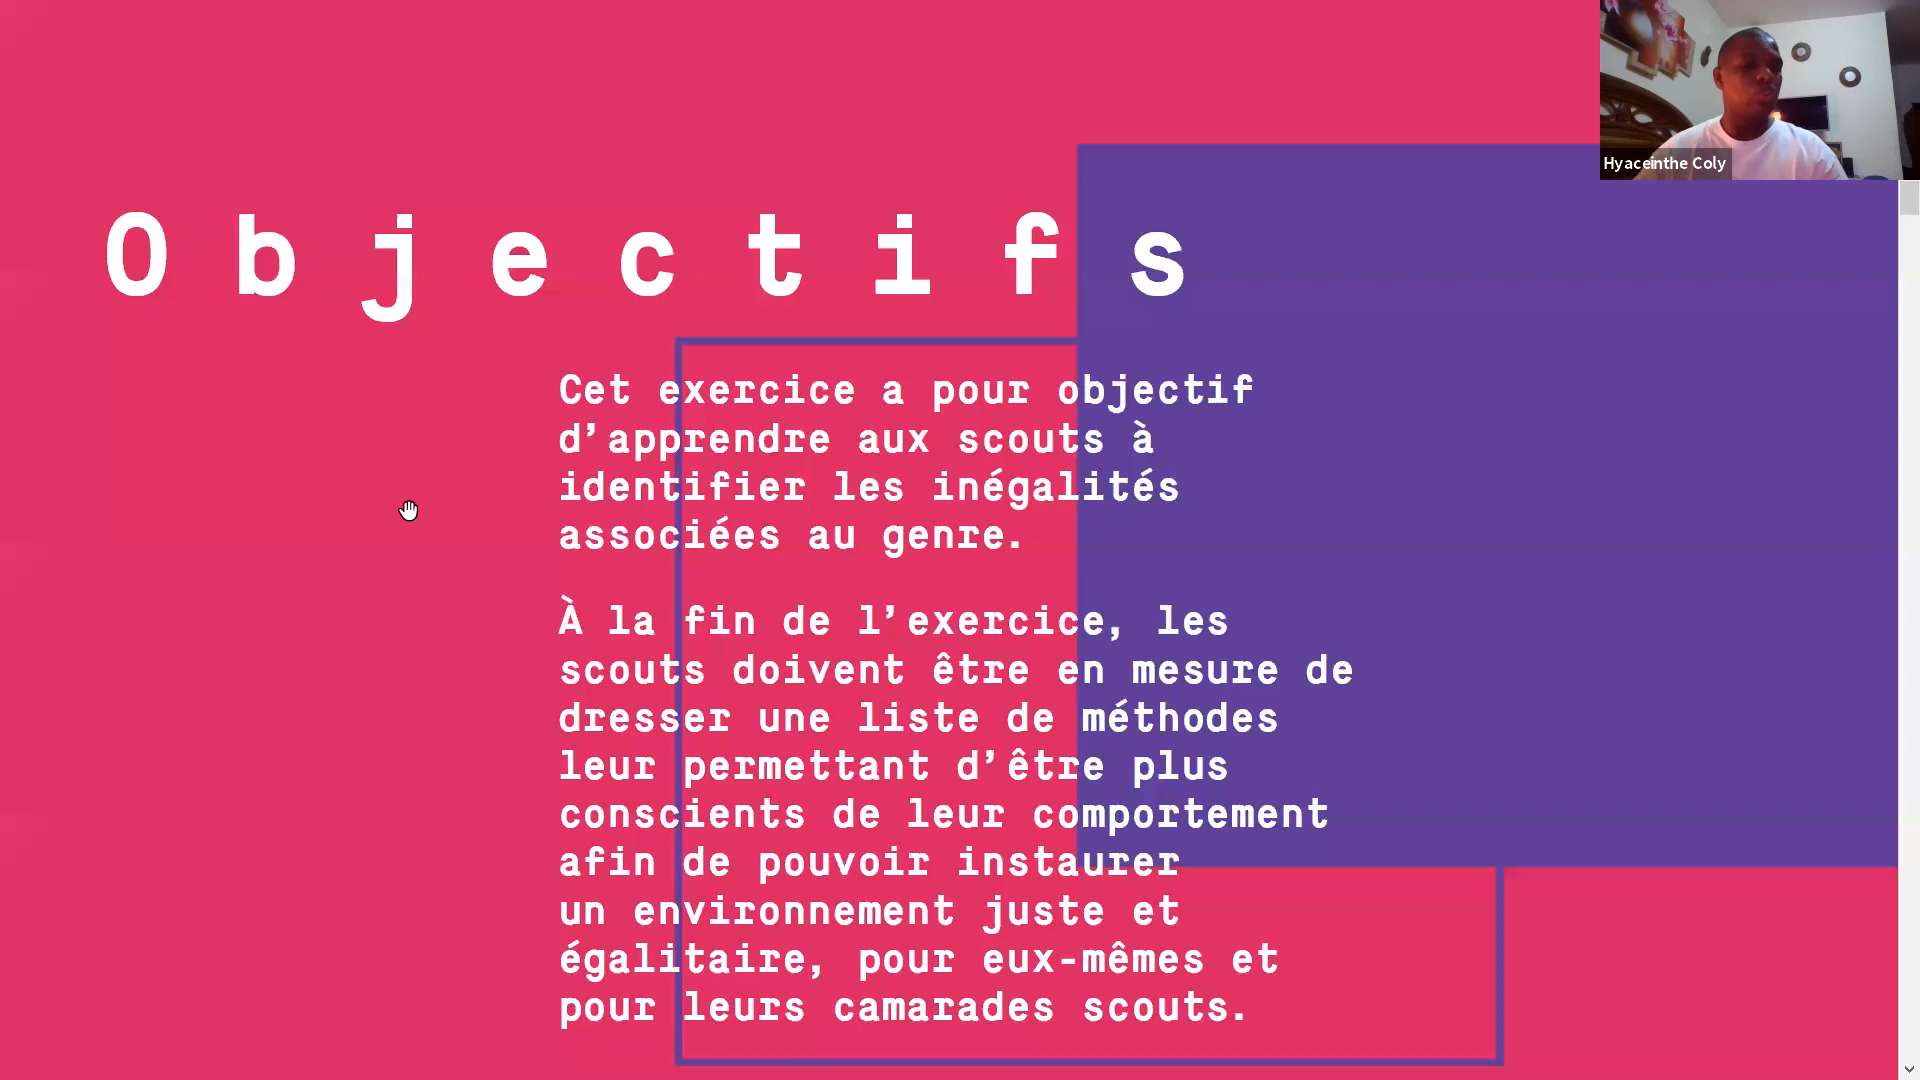 Hyaceinthe Coly
Objectifs
Cet exercice a pour objectif
d’apprendre aux scouts à
identifier les inégalités
associées au genre.
À la fin de l’exercice, les
scouts doivent être en mesure de
dresser une liste de méthodes
leur permettant d’être plus
conscients de leur comportement
afin de pouvoir instaurer
un environnement juste et
égalitaire, pour eux-mêmes et
pour leurs camarades scouts.